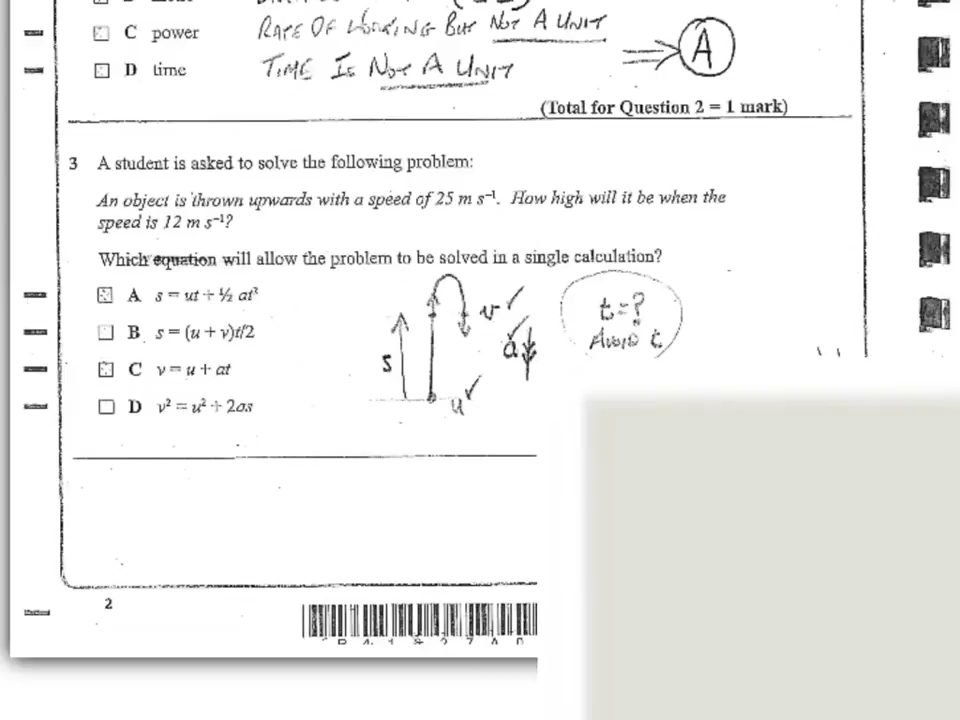 C power RATE OF WORKING BUT NOT A UNIT
A
D time TIME IS NOT A UNIT
(Total for Question 2 = 1 mark)
3 A student is asked to solve the following problem:
An object is thrown upwards with a speed of 25 m s⁻¹. How high will it be when the
speed is 12 m s⁻¹?
Which equation will allow the problem to be solved in a single calculation?
A s = ut + ½ at²
B s = (u + v)t/2
C v = u + at
D v² = u² + 2as
s
v ✓
a ✓
u ✓
t = ?
AVOID t
2